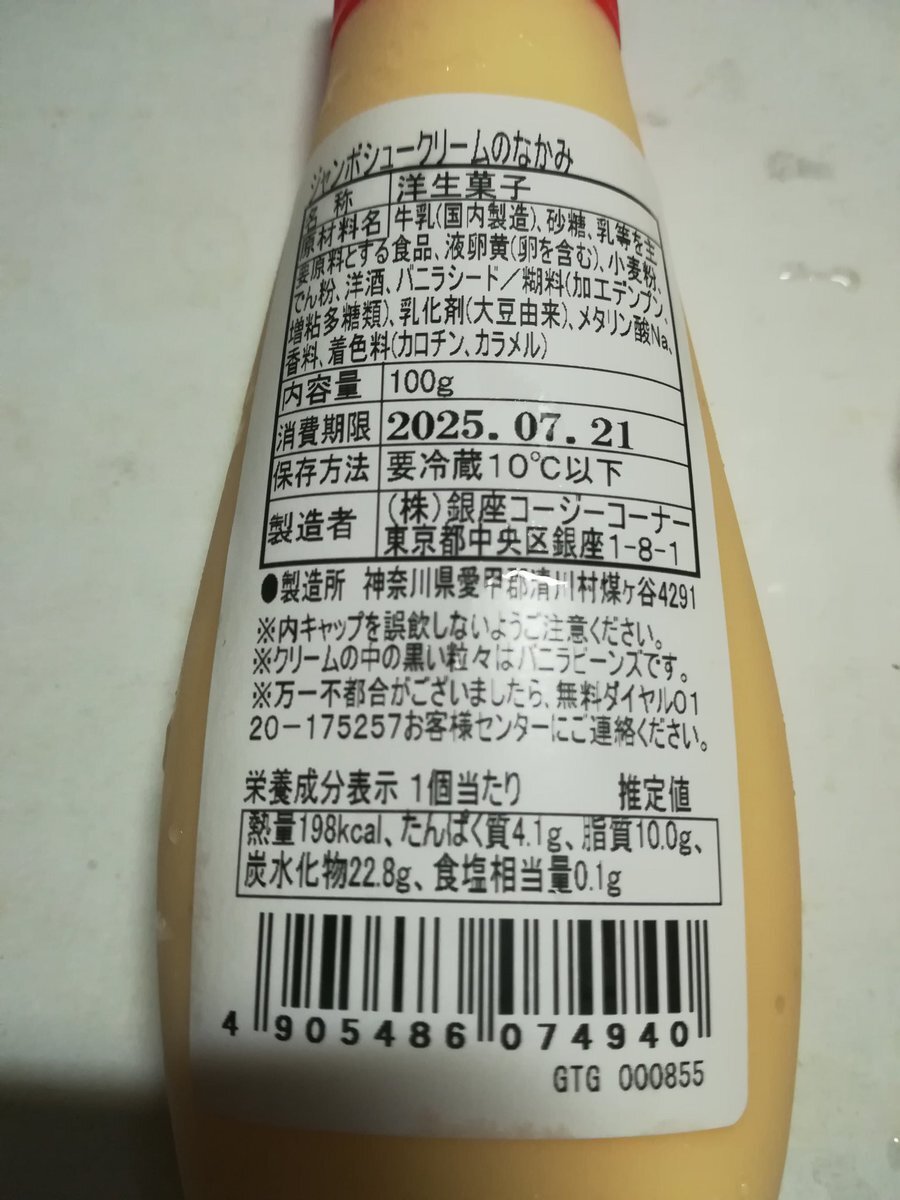 ジャンボシュークリームのなかみ
名称 洋生菓子
原材料名 牛乳(国内製造)、砂糖、乳等を主
要原料とする食品、液卵黄(卵を含む)、小麦粉、
でん粉、洋酒、バニラシード/糊料(加工デンプン、
増粘多糖類)、乳化剤(大豆由来)、メタリン酸Na、
香料、着色料(カロチン、カラメル)
内容量 100g
消費期限 2025.07.21
保存方法 要冷蔵10℃以下
製造者 (株)銀座コージーコーナー
東京都中央区銀座1-8-1
●製造所 神奈川県愛甲郡清川村煤ヶ谷4291
※内キャップを誤飲しないようご注意ください。
※クリームの中の黒い粒々はバニラビーンズです。
※万一不都合がございましたら、無料ダイヤル01
20-175257お客様センターにご連絡ください。
栄養成分表示 1個当たり 推定値
熱量198kcal、たんぱく質4.1g、脂質10.0g、
炭水化物22.8g、食塩相当量0.1g
4 905486 074940
GTG 000855